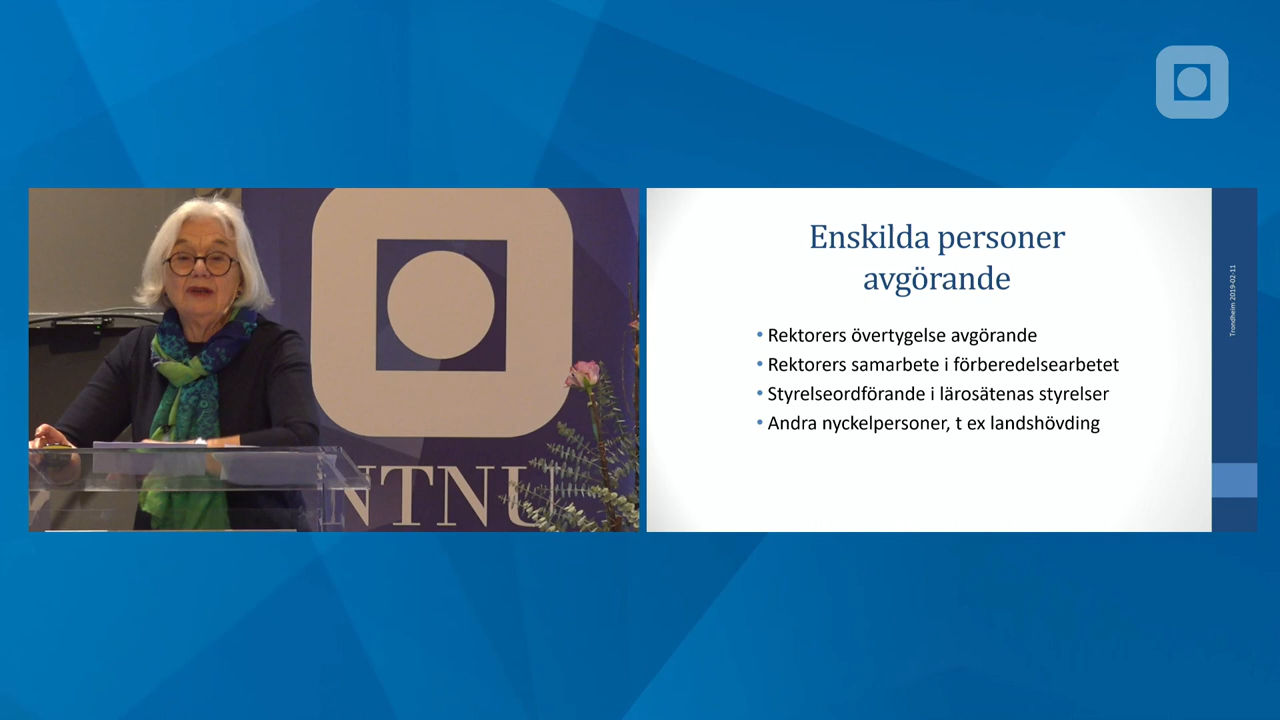 NTNU
Enskilda personer
avgörande
• Rektorers övertygelse avgörande
• Rektorers samarbete i förberedelsearbetet
• Styrelseordförande i lärosätenas styrelser
• Andra nyckelpersoner, t ex landshövding
Trondheim 2019-02-11